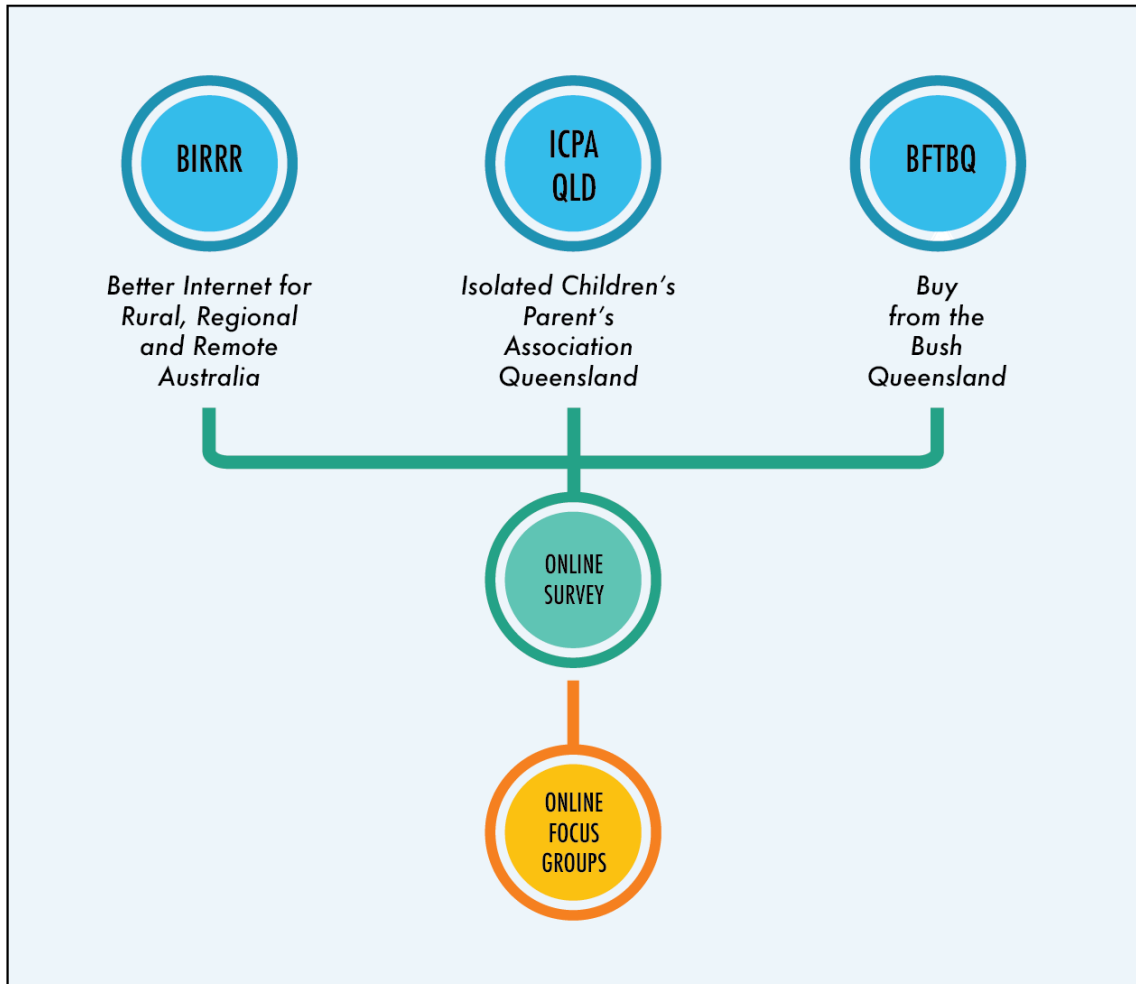 BIRRR
Better Internet for
Rural, Regional
and Remote
Australia
ICPA
QLD
Isolated Children's
Parent's
Association
Queensland
BFTBQ
Buy
from the
Bush
Queensland
ONLINE
SURVEY
ONLINE
FOCUS
GROUPS